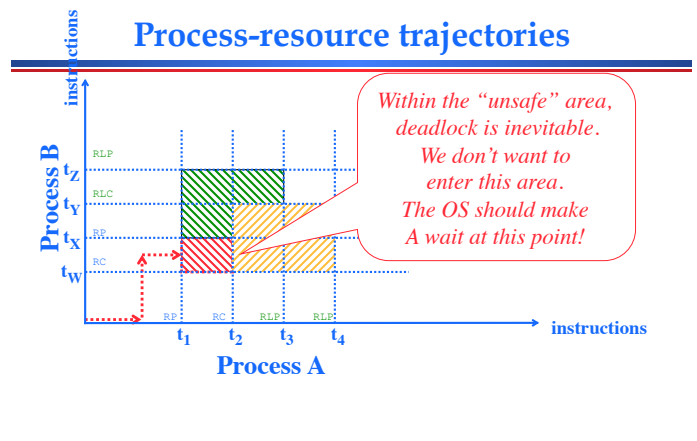 Process-resource trajectories
instructions
Within the “unsafe” area,
deadlock is inevitable.
We don’t want to
enter this area.
The OS should make
A wait at this point!
Process B
RLP
tZ
RLC
tY
RP
tX
RC
tW
RP RC RLP RLP
t1 t2 t3 t4
instructions
Process A